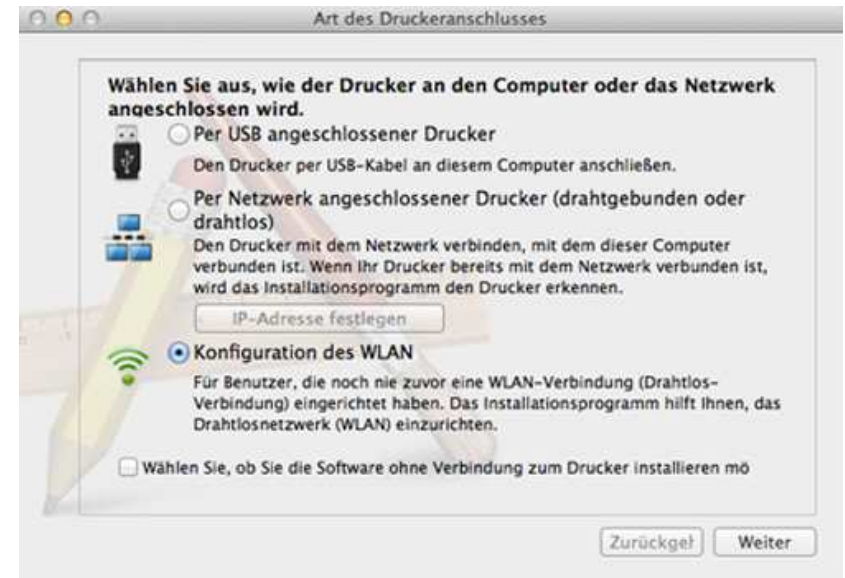 Art des Druckeranschlusses
Wählen Sie aus, wie der Drucker an den Computer oder das Netzwerk
angeschlossen wird.
Per USB angeschlossener Drucker
Den Drucker per USB-Kabel an diesem Computer anschließen.
Per Netzwerk angeschlossener Drucker (drahtgebunden oder
drahtlos)
Den Drucker mit dem Netzwerk verbinden, mit dem dieser Computer
verbunden ist. Wenn Ihr Drucker bereits mit dem Netzwerk verbunden ist,
wird das Installationsprogramm den Drucker erkennen.
IP-Adresse festlegen
Konfiguration des WLAN
Für Benutzer, die noch nie zuvor eine WLAN-Verbindung (Drahtlos-
Verbindung) eingerichtet haben. Das Installationsprogramm hilft Ihnen, das
Drahtlosnetzwerk (WLAN) einzurichten.
Wählen Sie, ob Sie die Software ohne Verbindung zum Drucker installieren mö
Zurückgel Weiter